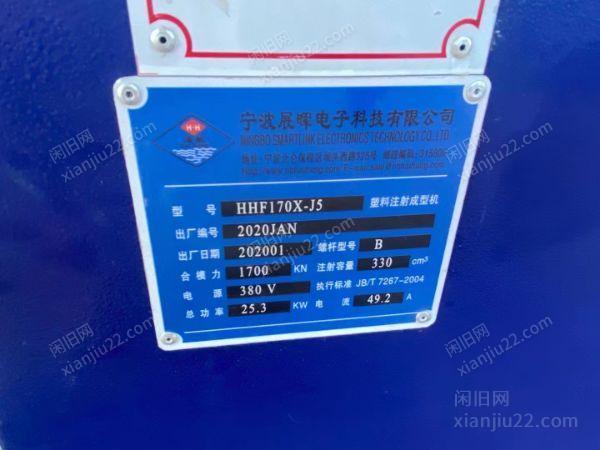 宁波展晖电子科技有限公司
NINGBO SMARTLINK ELECTRONICS TECHNOLOGY CO.,LTD
H·H
型 号 HHF170X-J5 塑料注射成型机
出厂编号 2020JAN
出厂日期 202001 螺杆型号 B
合模力 1700 KN 注射容量 330 cm³
电 源 380 V 执行标准 JB/T 7267-2004
总功率 25.3 KW 电 流 49.2 A
闲旧网
xianjiu22.com
闲旧网
xianjiu22.com
闲旧网
xianjiu22.com